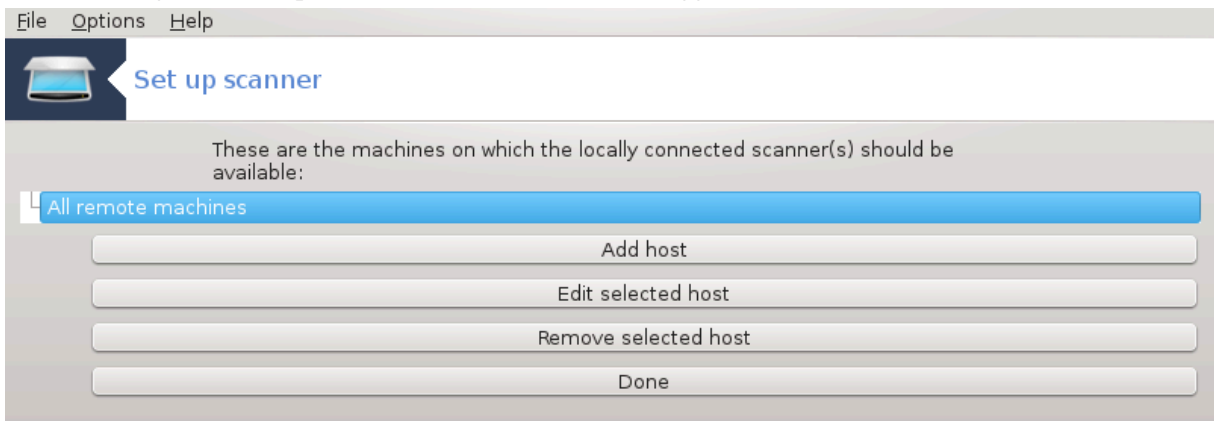 File Options Help
Set up scanner
These are the machines on which the locally connected scanner(s) should be
available:
All remote machines
Add host
Edit selected host
Remove selected host
Done